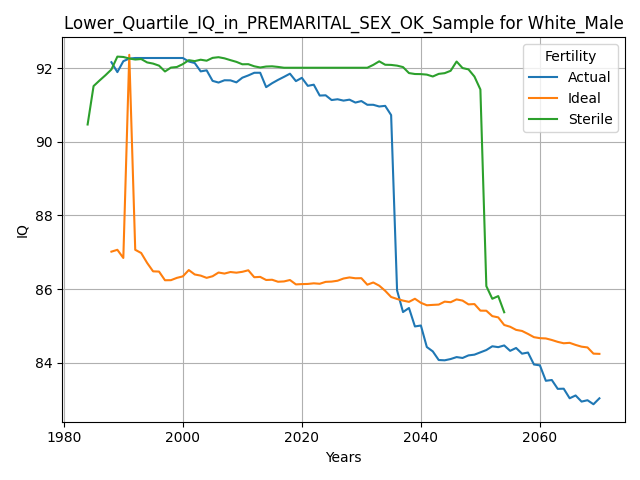 Lower_Quartile_IQ_in_PREMARITAL_SEX_OK_Sample for White_Male
Fertility
Actual
Ideal
Sterile
92
90
88
86
84
IQ
1980
2000
2020
2040
2060
Years